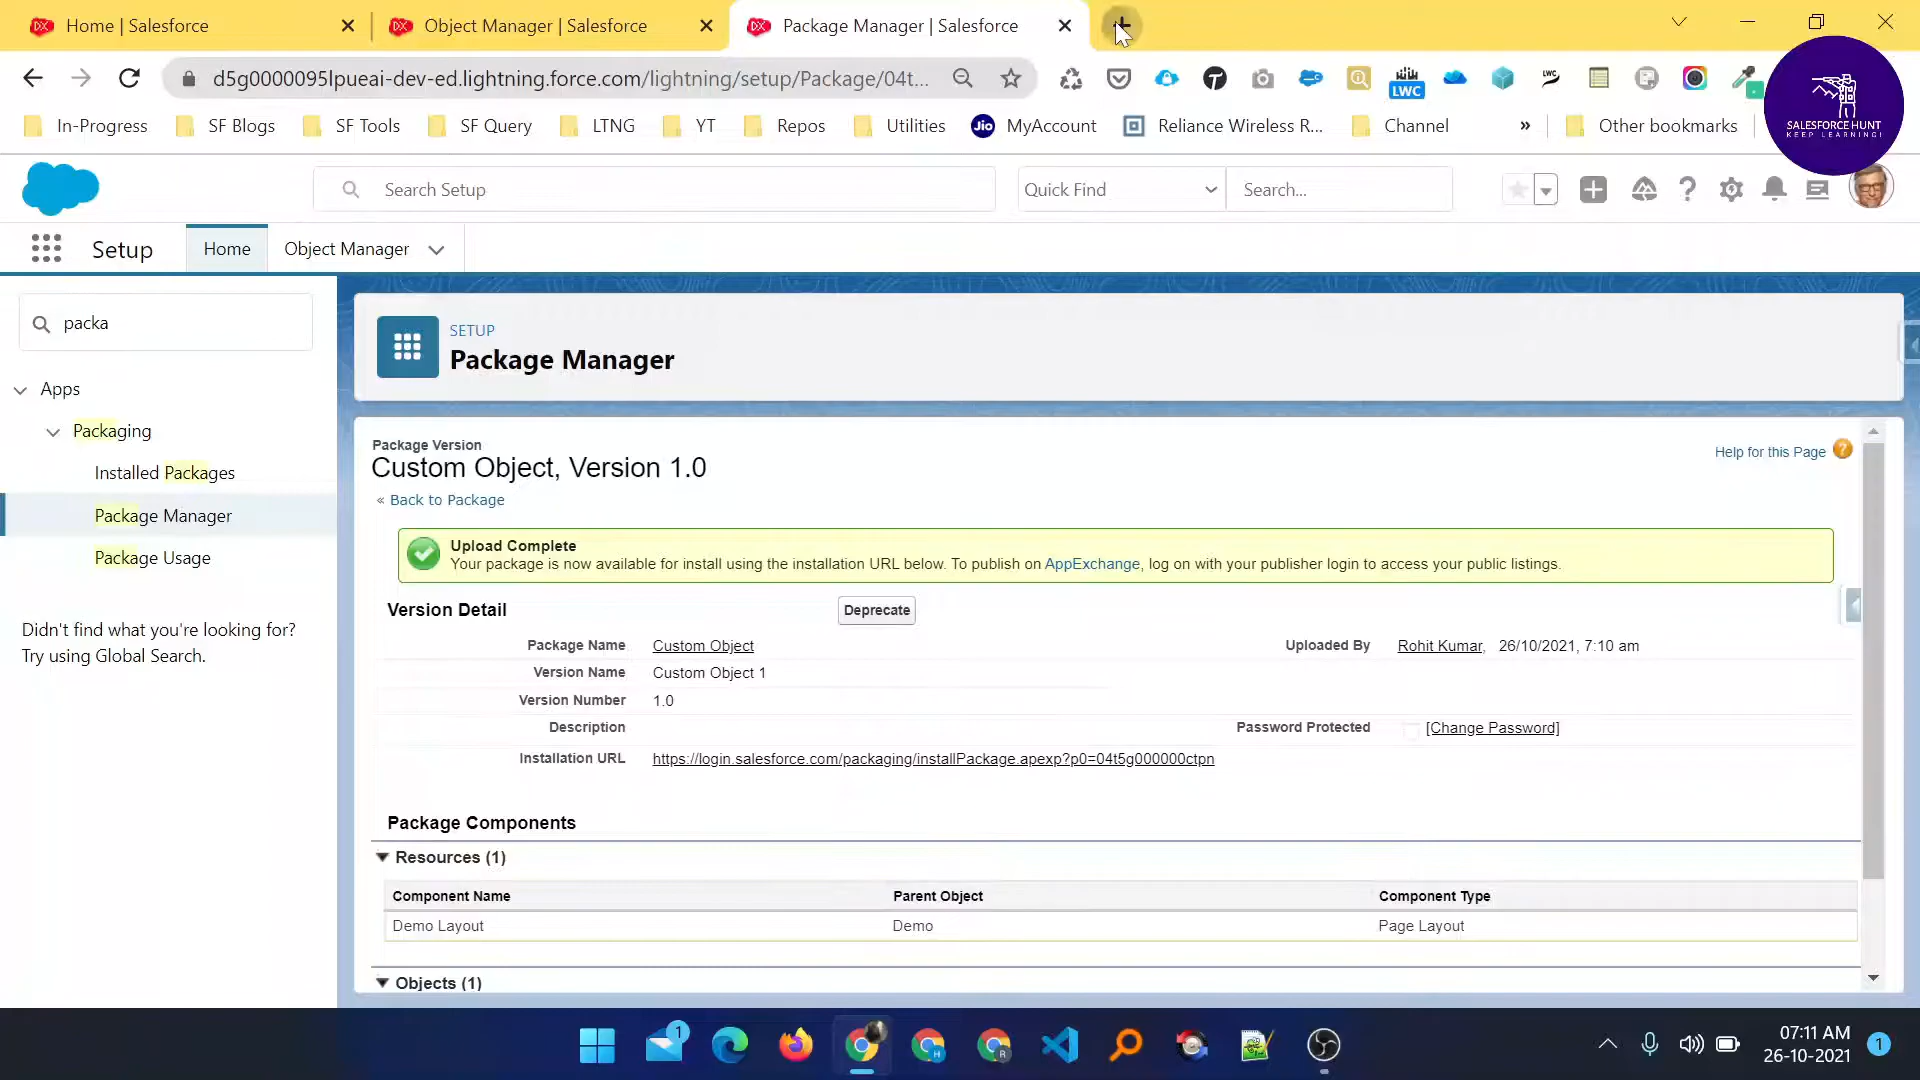 Home | Salesforce
Object Manager | Salesforce
Package Manager | Salesforce
d5g0000095lpueai-dev-ed.lightning.force.com/lightning/setup/Package/04t...
LWC
LWC
In-Progress
SF Blogs
SF Tools
SF Query
LTNG
YT
Repos
Utilities
Jio
MyAccount
Reliance Wireless R...
Channel
»
Other bookmarks
SALESFORCE HUNT
KEEP LEARNING!
Search Setup
Quick Find
Search...
Setup
Home
Object Manager
packa
Apps
Packaging
Installed Packages
Package Manager
Package Usage
Didn't find what you're looking for?
Try using Global Search.
SETUP
Package Manager
Package Version
Custom Object, Version 1.0
« Back to Package
Help for this Page
Upload Complete
Your package is now available for install using the installation URL below. To publish on AppExchange, log on with your publisher login to access your public listings.
Version Detail
Deprecate
Package Name Custom Object
Uploaded By Rohit Kumar, 26/10/2021, 7:10 am
Version Name Custom Object 1
Version Number 1.0
Description
Password Protected [Change Password]
Installation URL https://login.salesforce.com/packaging/installPackage.apexp?p0=04t5g000000ctpn
Package Components
Resources (1)
Component Name Parent Object Component Type
Demo Layout Demo Page Layout
Objects (1)
1
H
R
07:11 AM
26-10-2021
1